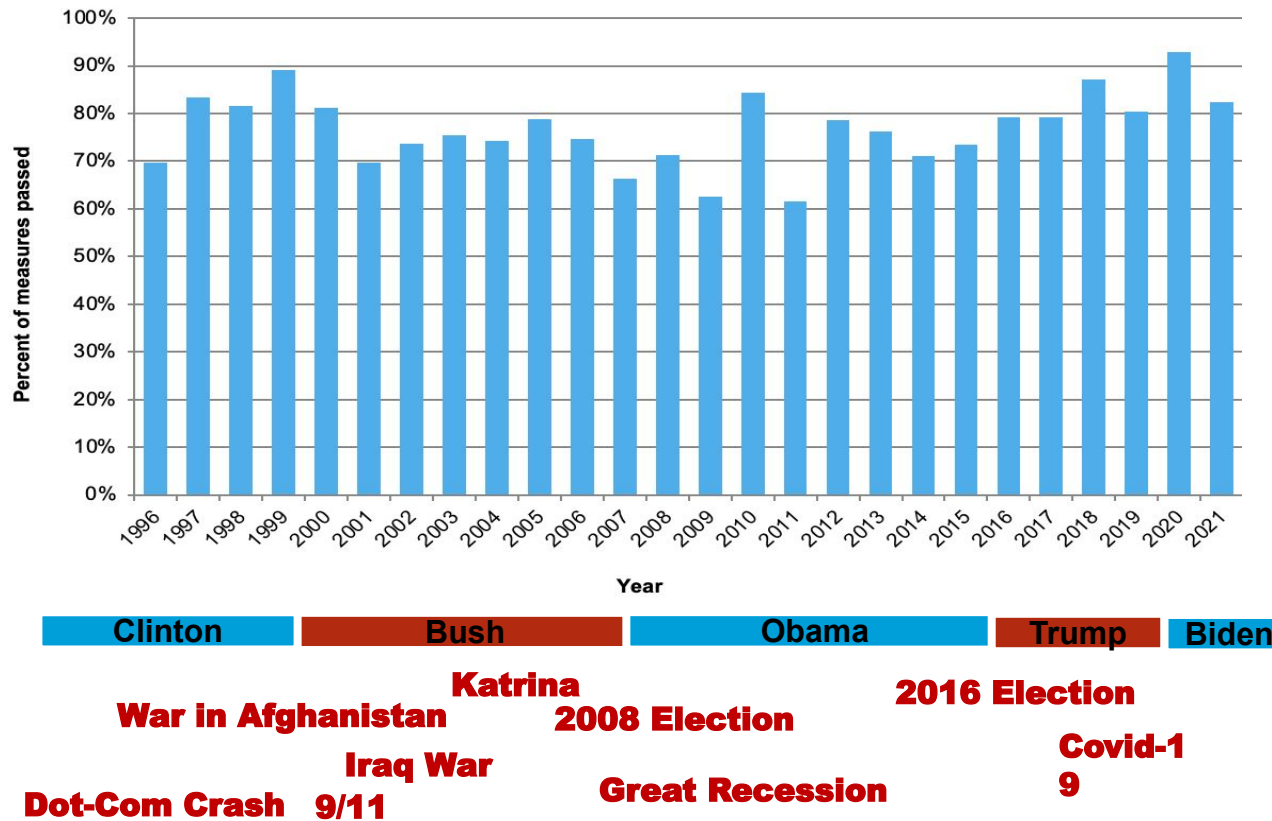 100%
90%
80%
70%
60%
50%
40%
30%
20%
10%
0%
Percent of measures passed
1996 1997 1998 1999 2000 2001 2002 2003 2004 2005 2006 2007 2008 2009 2010 2011 2012 2013 2014 2015 2016 2017 2018 2019 2020 2021
Year
Clinton Bush Obama Trump Biden
Katrina
2016 Election
War in Afghanistan
2008 Election
Iraq War
Covid-1
9
Great Recession
Dot-Com Crash 9/11